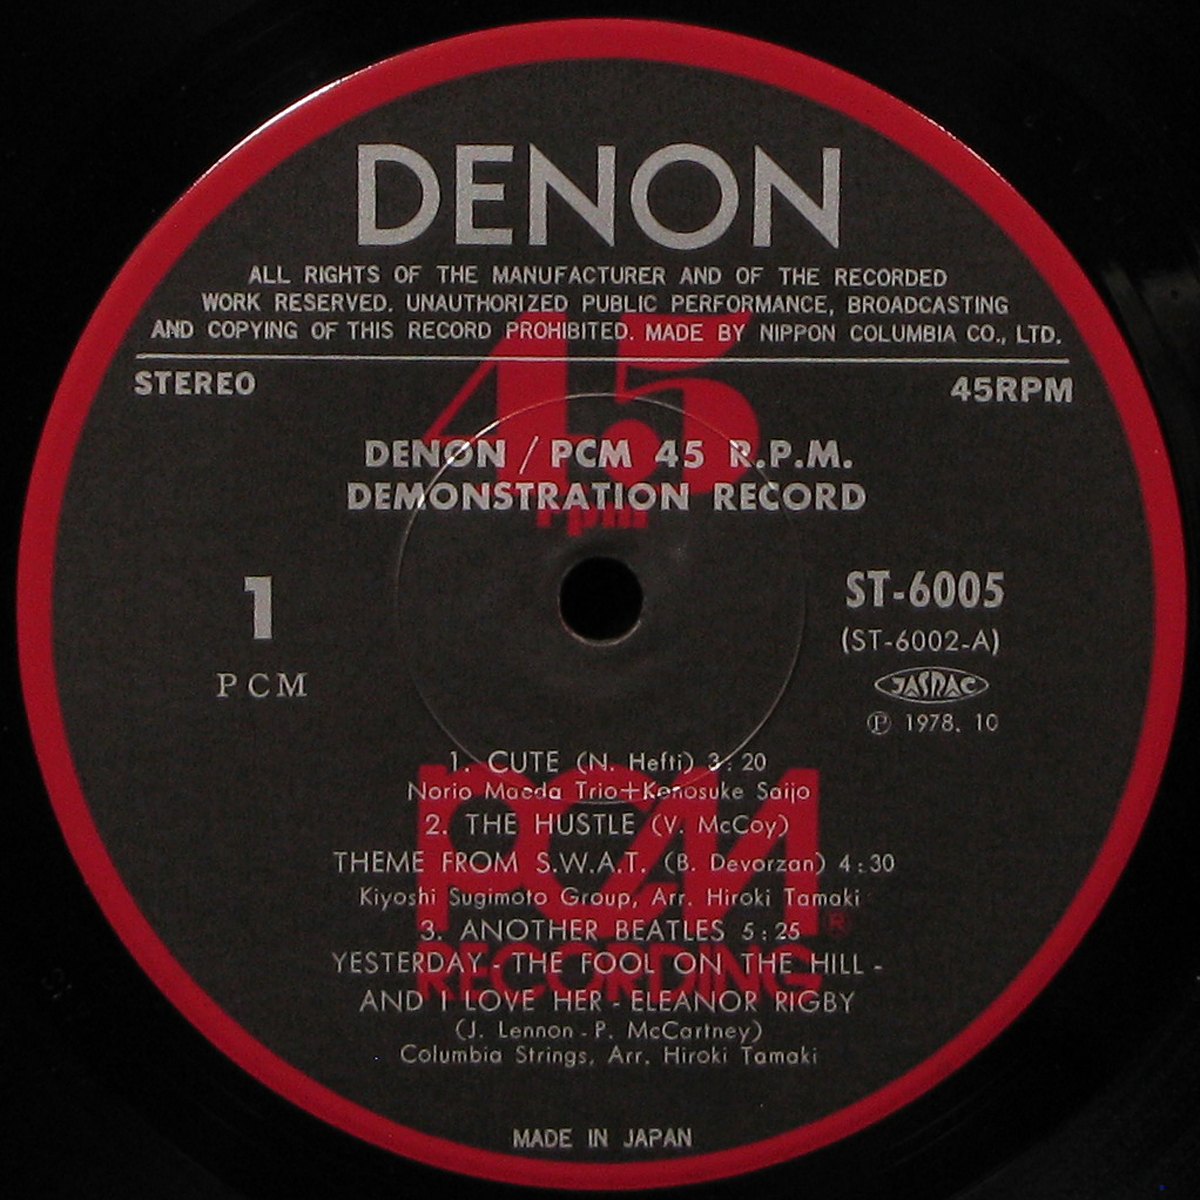 DENON
ALL RIGHTS OF THE MANUFACTURER AND OF THE RECORDED
WORK RESERVED. UNAUTHORIZED PUBLIC PERFORMANCE, BROADCASTING
AND COPYING OF THIS RECORD PROHIBITED. MADE BY NIPPON COLUMBIA CO., LTD.
STEREO 45RPM
45
rpm
DENON / PCM 45 R.P.M.
DEMONSTRATION RECORD
1
PCM
ST-6005
(ST-6002-A)
JASRAC
Ⓟ 1978. 10
1. CUTE (N. Hefti) 3:20
Norio Maeda Trio+Kenosuke Saijo
2. THE HUSTLE (V. McCoy)
THEME FROM S.W.A.T. (B. Devorzan) 4:30
Kiyoshi Sugimoto Group, Arr. Hiroki Tamaki
3. ANOTHER BEATLES 5:25
YESTERDAY - THE FOOL ON THE HILL -
AND I LOVE HER - ELEANOR RIGBY
(J. Lennon - P. McCartney)
Columbia Strings, Arr. Hiroki Tamaki
PCM
RECORDING®
MADE IN JAPAN